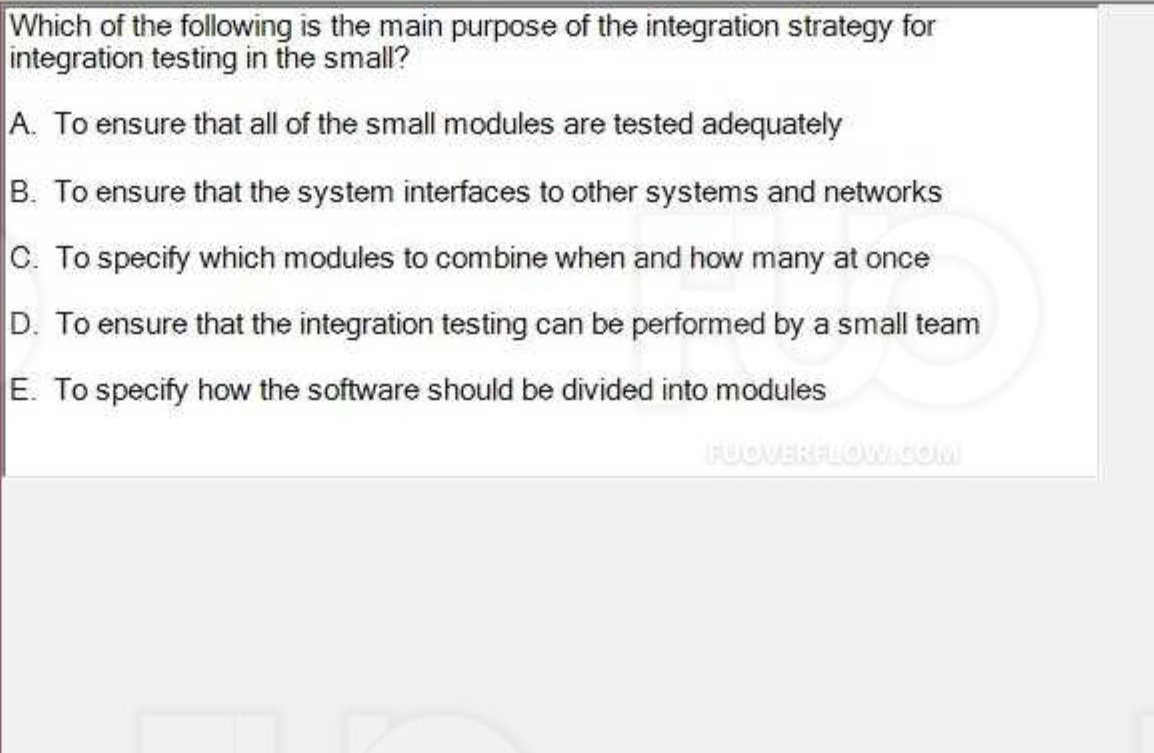 Which of the following is the main purpose of the integration strategy for
integration testing in the small?
A. To ensure that all of the small modules are tested adequately
B. To ensure that the system interfaces to other systems and networks
C. To specify which modules to combine when and how many at once
D. To ensure that the integration testing can be performed by a small team
E. To specify how the software should be divided into modules
FUOVERFLOW.COM